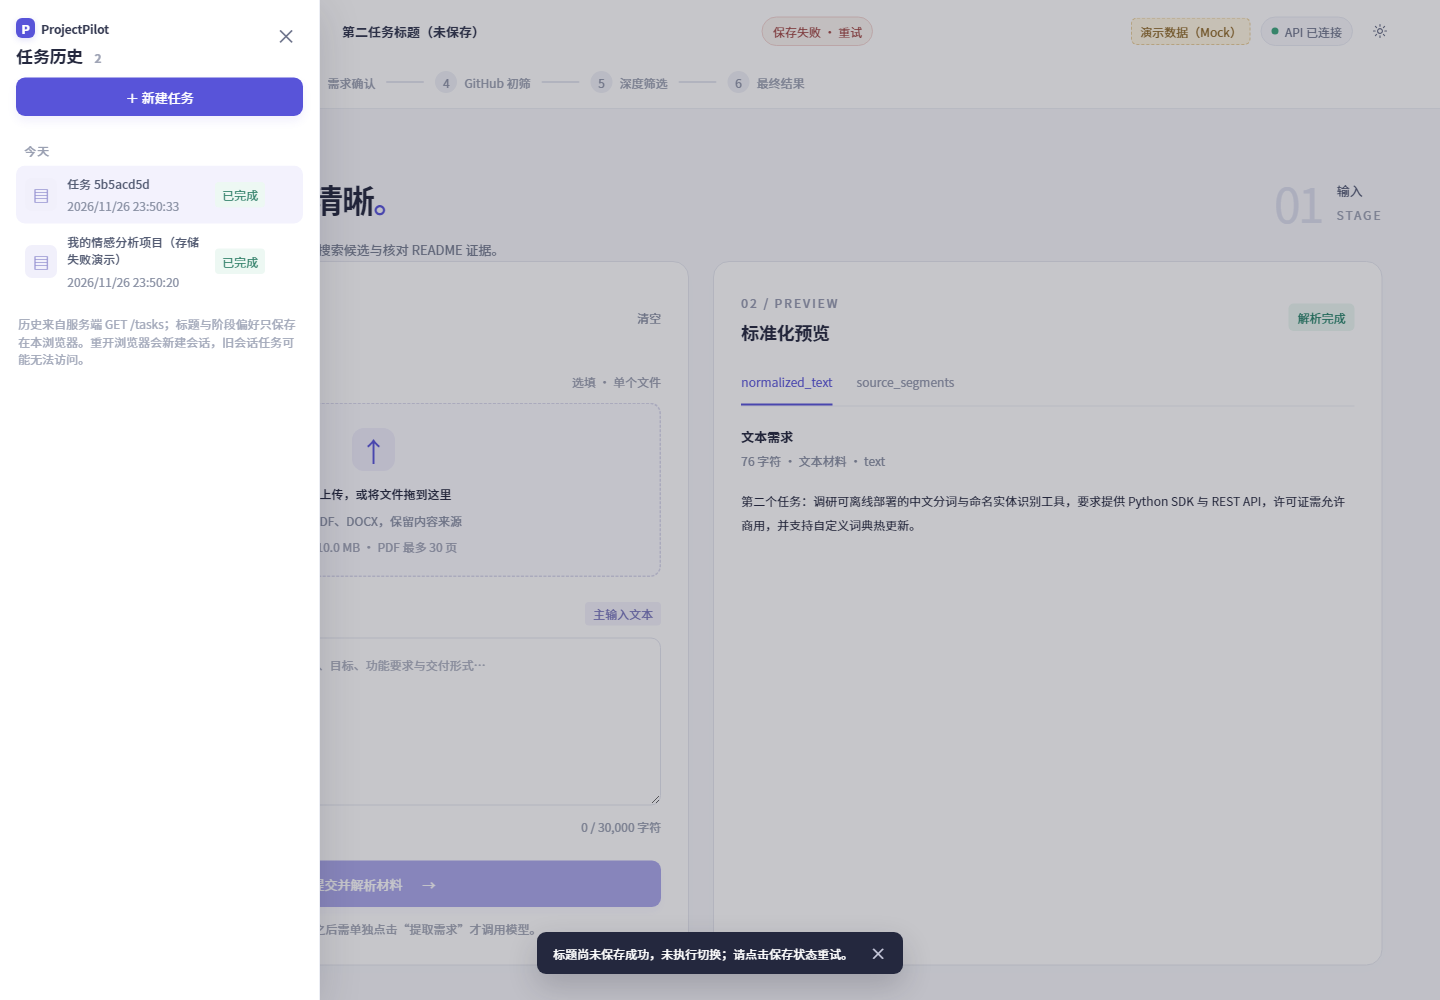 P ProjectPilot
任务历史 2
+ 新建任务
今天
任务 5b5acd5d
2026/11/26 23:50:33
已完成
我的情感分析项目（存储
失败演示）
2026/11/26 23:50:20
已完成
历史来自服务端 GET /tasks；标题与阶段偏好只保存
在本浏览器。重开浏览器会新建会话，旧会话任务可
能无法访问。
第二任务标题（未保存）
保存失败 · 重试
演示数据（Mock）
API 已连接
需求确认
4 GitHub 初筛
5 深度筛选
6 最终结果
清晰。
搜索候选与核对 README 证据。
01
输入
STAGE
清空
选填 · 单个文件
↑
上传，或将文件拖到这里
DF、DOCX，保留内容来源
10.0 MB · PDF 最多 30 页
主输入文本
、目标、功能要求与交付形式…
0 / 30,000 字符
提交并解析材料 →
之后需单独点击“提取需求”才调用模型。
02 / PREVIEW
标准化预览
解析完成
normalized_text
source_segments
文本需求
76 字符 · 文本材料 · text
第二个任务：调研可离线部署的中文分词与命名实体识别工具，要求提供 Python SDK 与 REST API，许可证需允许
商用，并支持自定义词典热更新。
标题尚未保存成功，未执行切换；请点击保存状态重试。